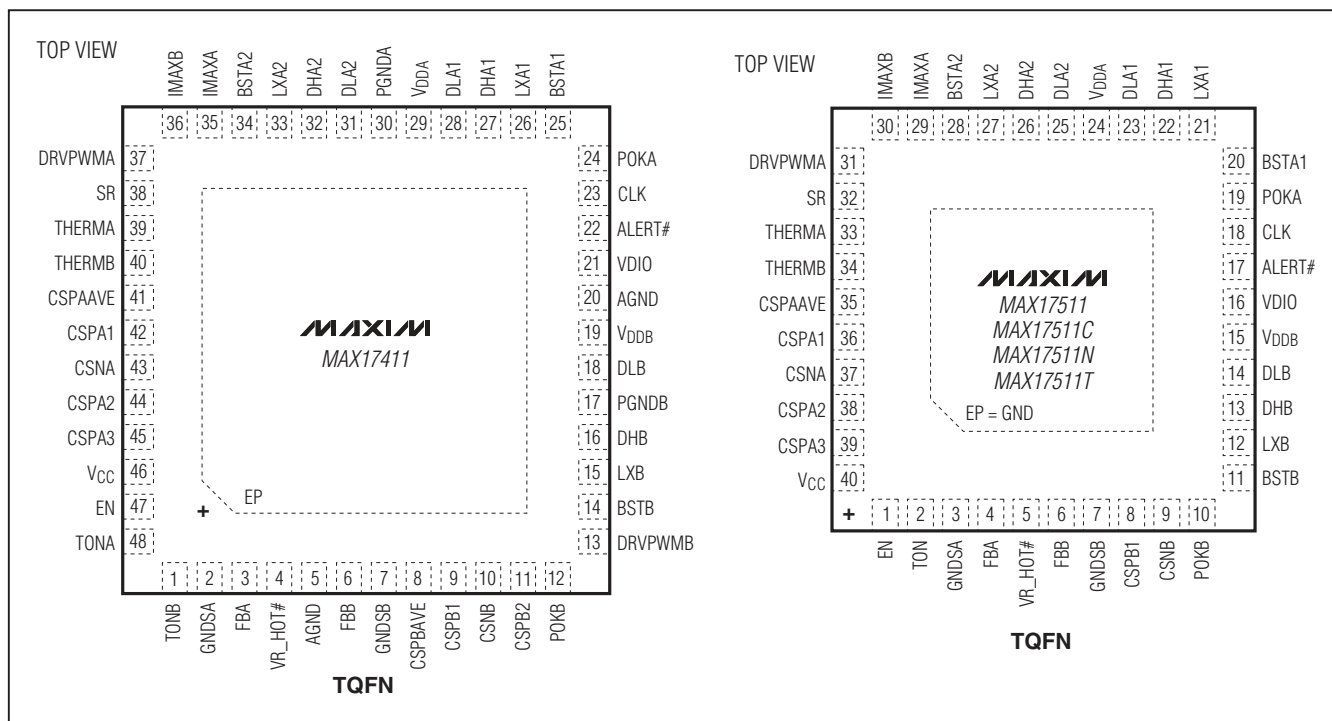 TOP VIEW
IMAXB IMAXA BSTA2 LXA2 DHA2 DLA2 PGNDA VDDA DLA1 DHA1 LXA1 BSTA1
36 35 34 33 32 31 30 29 28 27 26 25
DRVPWMA 37
SR 38
THERMA 39
THERMB 40
CSPAAVE 41
CSPA1 42
CSNA 43
CSPA2 44
CSPA3 45
VCC 46
EN 47
TONA 48
MAXIM
MAX17411
EP
+
24 POKA
23 CLK
22 ALERT#
21 VDIO
20 AGND
19 VDDB
18 DLB
17 PGNDB
16 DHB
15 LXB
14 BSTB
13 DRVPWMB
1 2 3 4 5 6 7 8 9 10 11 12
TONB GNDSA FBA VR_HOT# AGND FBB GNDSB CSPBAVE CSPB1 CSNB CSPB2 POKB
TQFN
TOP VIEW
IMAXB IMAXA BSTA2 LXA2 DHA2 DLA2 VDDA DLA1 DHA1 LXA1
30 29 28 27 26 25 24 23 22 21
DRVPWMA 31
SR 32
THERMA 33
THERMB 34
CSPAAVE 35
CSPA1 36
CSNA 37
CSPA2 38
CSPA3 39
VCC 40
MAXIM
MAX17511
MAX17511C
MAX17511N
MAX17511T
EP = GND
20 BSTA1
19 POKA
18 CLK
17 ALERT#
16 VDIO
15 VDDB
14 DLB
13 DHB
12 LXB
11 BSTB
+ 1 2 3 4 5 6 7 8 9 10
EN TON GNDSA FBA VR_HOT# FBB GNDSB CSPB1 CSNB POKB
TQFN